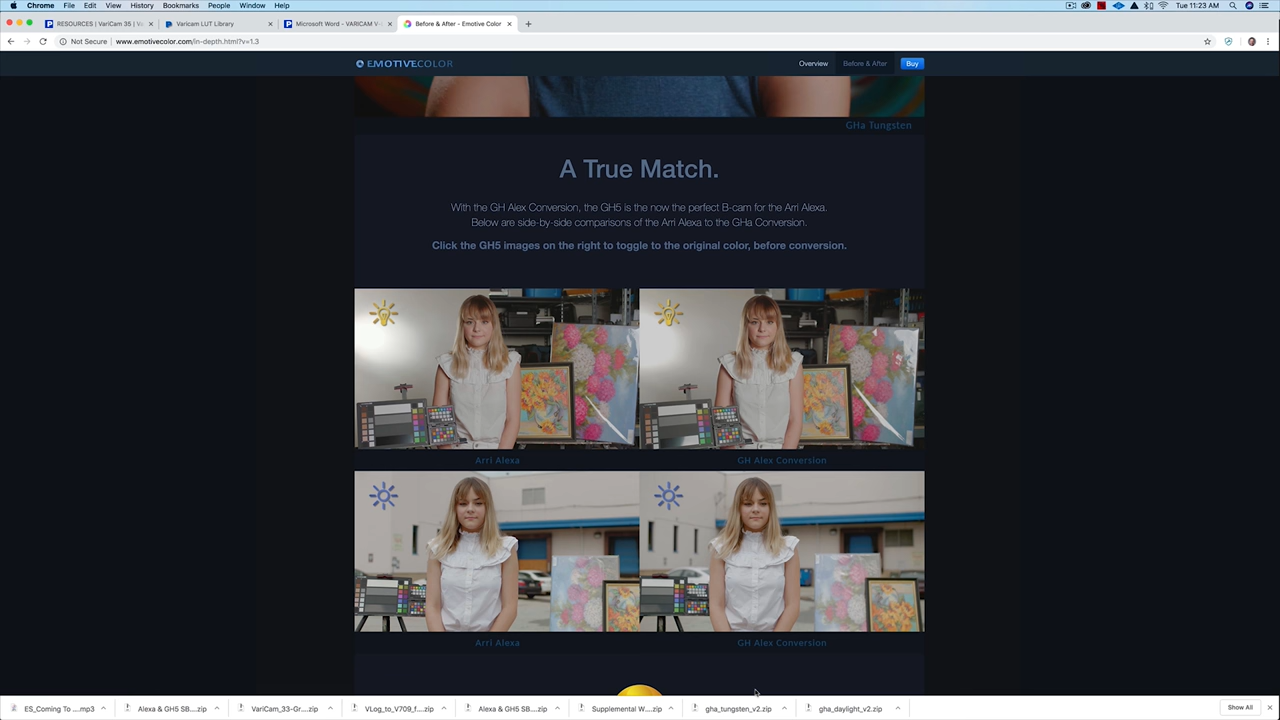 Chrome File Edit View History Bookmarks People Window Help
Tue 11:23 AM
RESOURCES | VariCam 35 | Va
Varicam LUT Library
Microsoft Word - VARICAM V-L
Before & After - Emotive Color
Not Secure | www.emotivecolor.com/in-depth.html?v=1.3
EMOTIVECOLOR
Overview
Before & After
Buy
GHa Tungsten
A True Match.
With the GH Alex Conversion, the GH5 is the now the perfect B-cam for the Arri Alexa.
Below are side-by-side comparisons of the Arri Alexa to the GHa Conversion.
Click the GH5 images on the right to toggle to the original color, before conversion.
Arri Alexa
GH Alex Conversion
Arri Alexa
GH Alex Conversion
ES_Coming To ....mp3
Alexa & GH5 SB....zip
VariCam_33-Gr....zip
VLog_to_V709_f....zip
Alexa & GH5 SB....zip
Supplemental W....zip
gha_tungsten_v2.zip
gha_daylight_v2.zip
Show All